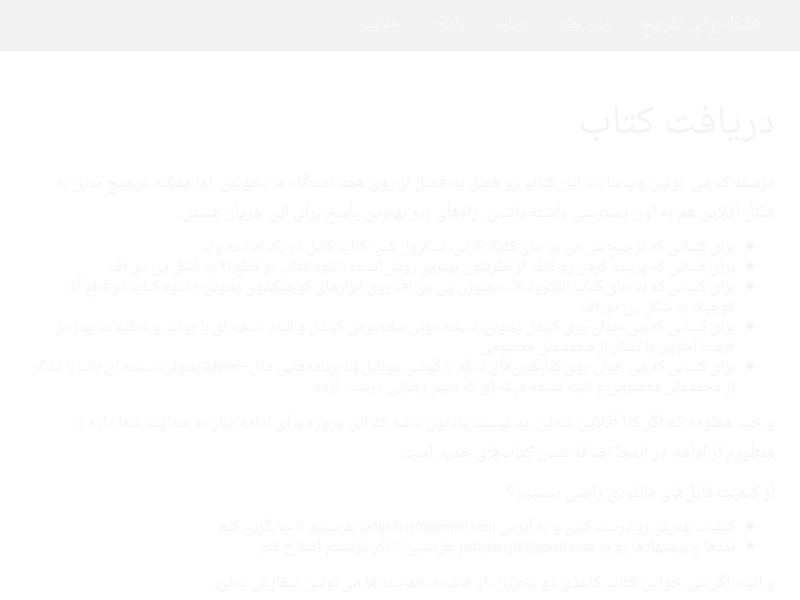 فقط برای تفریح روی جلد درباره دانلود حمایت
دریافت کتاب
درسته که می تونین وب‌سایت این کتاب رو فصل به فصل از روی همه دستگاه ها بخونین، اما ممکنه ترجیح بدین به
شکل آفلاین هم به اون دسترسی داشته باشین. راه‌های زیر بهترین پاسخ برای این جریان هستن:
برای کسایی که ترجیح می دن به جای کلیک کردن، اسکرول کنن: کتاب کامل در یک صفحه وب
برای کسانی که پرینت کردن رو کاغذ از نظرشون بهترین روش است: دانلود کتاب در قطع آ۴ به شکل پی دی اف
برای کسانی که به جای کتاب الکترونیک، مجبورن پی دی اف روی ابزارهای کوچیکشون بخونن: دانلود کتاب در قطع آ۵
کوچیک به شکل پی دی اف
برای کسایی که می خوان روی کیندل بخونن: نسخه موبی مخصوص کیندل و البته نسخه ای با فونت و تنظیمات بهتر در
فرمت آمازون با تشکر از محمدعلی معصومی
برای کسانی که می خوان روی کتابخون‌های دیگه یا گوشی موبایل (با برنامه‌هایی مثل Moon+ بخونن: نسخه ای پاب با تشکر
از محمدعلی معصومی و البته نسخه دیگه ای که متین رضایی درست کرده
و خب معلومه که اگر کلا آفلاین شدین، بد نیست یادتون باشه که این پروژه برای ادامه نیاز به حمایت شما داره (:
منظورم از ادامه، در اینجا اضافه شدن کتاب‌های جدید است.
از کیفیت فایل‌های دانلودی راضی نیستین؟
کیفیت بهترش رو درست کنین و به آدرس jadijadi+jff@gmail.com بفرستید تا جایگزین کنم
نقدها و پیشنهادها رو به jadijadi+jff@gmail.com بفرستین تا اگر تونستم اصلاح کنم
و البته اگر می خواین کتاب کاغذی رو بخرین، از صفحه حمایت ها می‌تونین سفارش بدین.